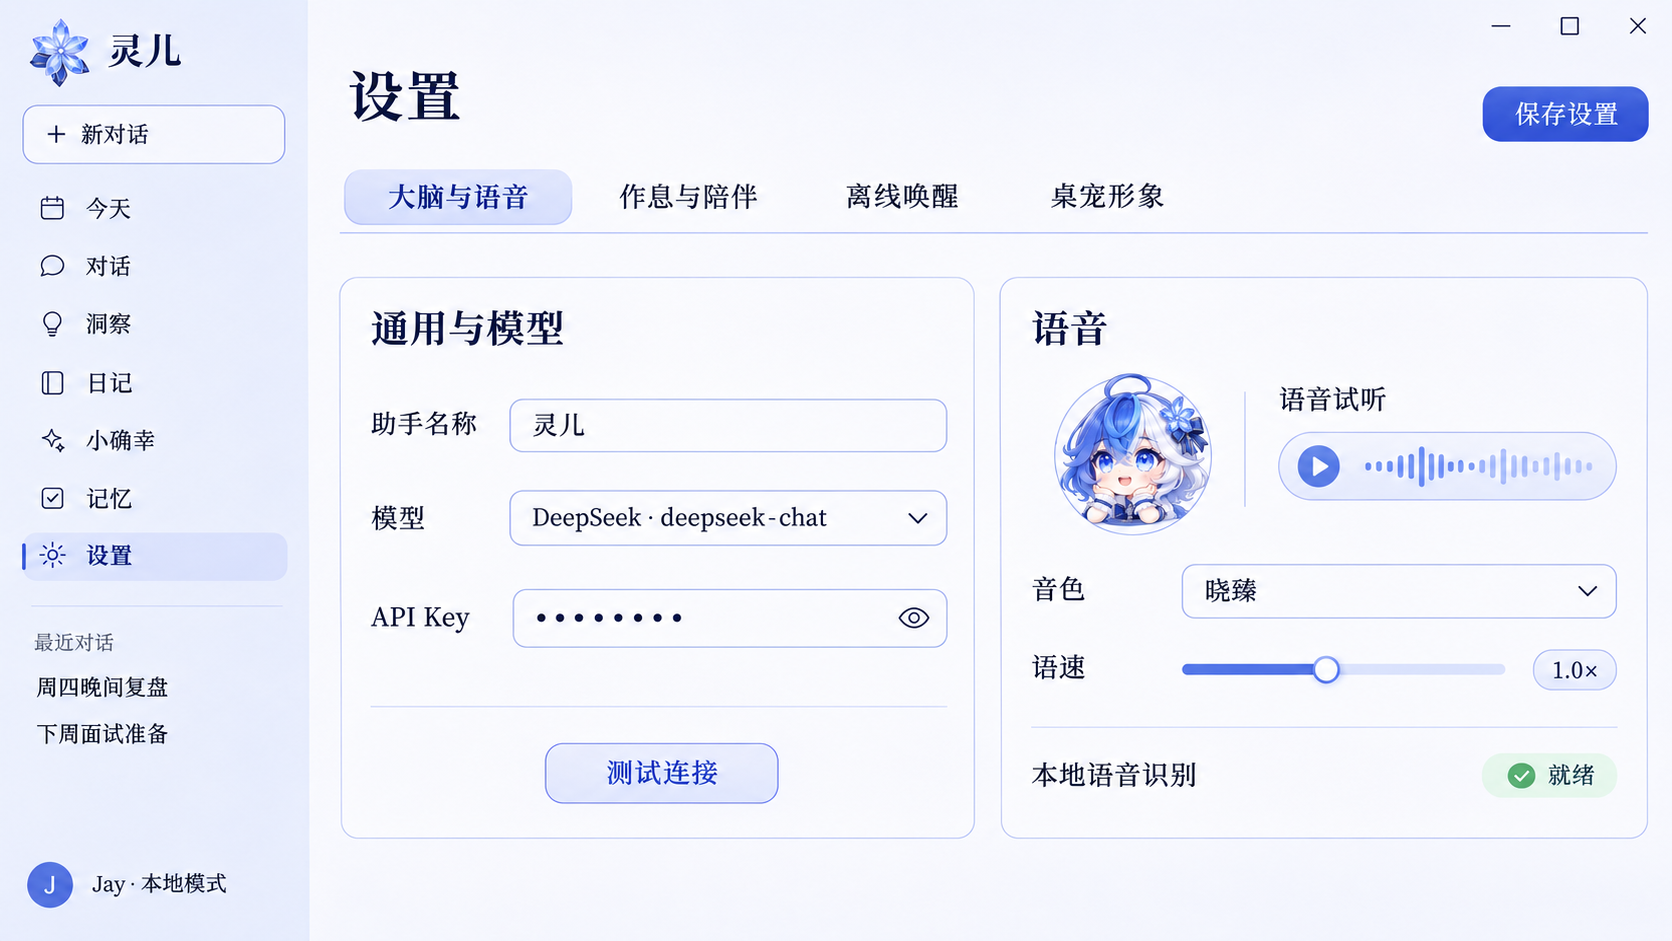 灵儿
新对话
今天
对话
洞察
日记
小确幸
记忆
设置
最近对话
周四晚间复盘
下周面试准备
J
Jay · 本地模式
设置
保存设置
大脑与语音
作息与陪伴
离线唤醒
桌宠形象
通用与模型
助手名称
灵儿
模型
DeepSeek · deepseek-chat
API Key
••••••••
测试连接
语音
语音试听
音色
晓臻
语速
1.0×
本地语音识别
就绪